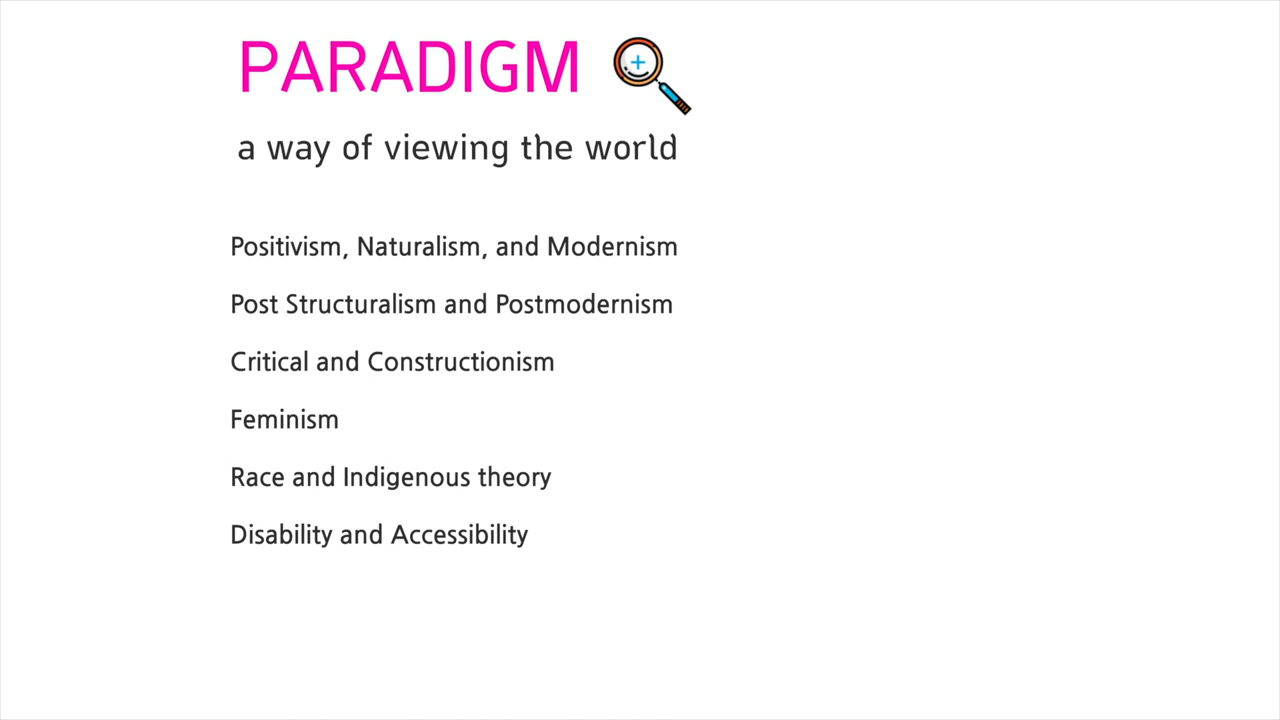 PARADIGM
a way of viewing the world
Positivism, Naturalism, and Modernism
Post Structuralism and Postmodernism
Critical and Constructionism
Feminism
Race and Indigenous theory
Disability and Accessibility